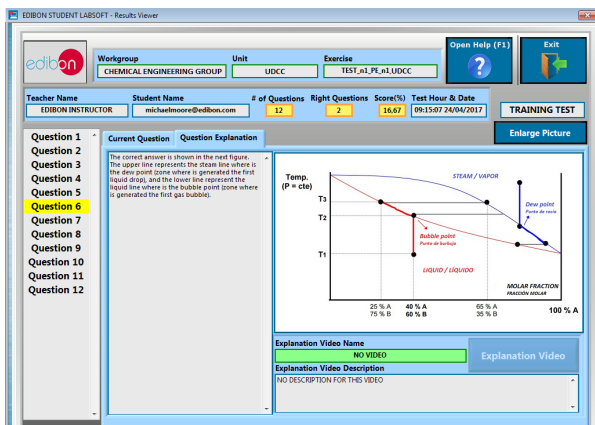 EDIBON STUDENT LABSOFT - Results Viewer
edibon
Workgroup
CHEMICAL ENGINEERING GROUP
Unit
UDCC
Exercise
TEST_n1_PE_n1_UDCC
Open Help (F1)
?
Exit
Teacher Name
EDIBON INSTRUCTOR
Student Name
michaelmoore@edibon.com
# of Questions
12
Right Questions
2
Score(%)
16,67
Test Hour & Date
09:15:07 24/04/2017
TRAINING TEST
Question 1
Question 2
Question 3
Question 4
Question 5
Question 6
Question 7
Question 8
Question 9
Question 10
Question 11
Question 12
Current Question
Question Explanation
Enlarge Picture
The correct answer is shown in the next figure.
The upper line represents the steam line where is
the dew point (zone where is generated the first
liquid drop), and the lower line represent the
liquid line where is the bubble point (zone where
is generated the first gas bubble).
Temp.
(P = cte)
T3
T2
T1
STEAM / VAPOR
Dew point
Punto de rocío
Bubble point
Punto de burbuja
LIQUID / LÍQUIDO
MOLAR FRACTION
FRACCIÓN MOLAR
25 % A
75 % B
40 % A
60 % B
65 % A
35 % B
100 % A
Explanation Video Name
NO VIDEO
Explanation Video
Explanation Video Description
NO DESCRIPTION FOR THIS VIDEO